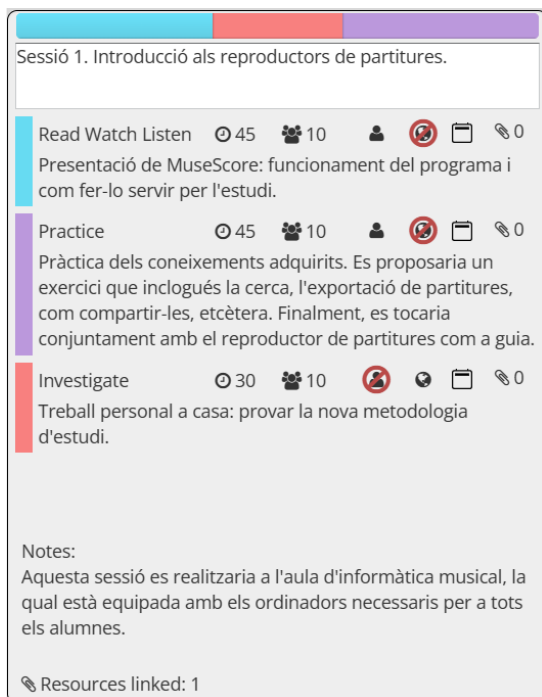 Sessió 1. Introducció als reproductors de partitures.
Read Watch Listen 45 10 0
Presentació de MuseScore: funcionament del programa i
com fer-lo servir per l'estudi.
Practice 45 10 0
Pràctica dels coneixements adquirits. Es proposaria un
exercici que inclogués la cerca, l'exportació de partitures,
com compartir-les, etcètera. Finalment, es tocaria
conjuntament amb el reproductor de partitures com a guia.
Investigate 30 10 0
Treball personal a casa: provar la nova metodologia
d'estudi.
Notes:
Aquesta sessió es realitzaria a l'aula d'informàtica musical, la
qual està equipada amb els ordinadors necessaris per a tots
els alumnes.
Resources linked: 1